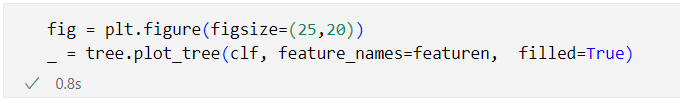 fig = plt.figure(figsize=(25,20))
_ = tree.plot_tree(clf, feature_names=featuren,  filled=True)
0.8s